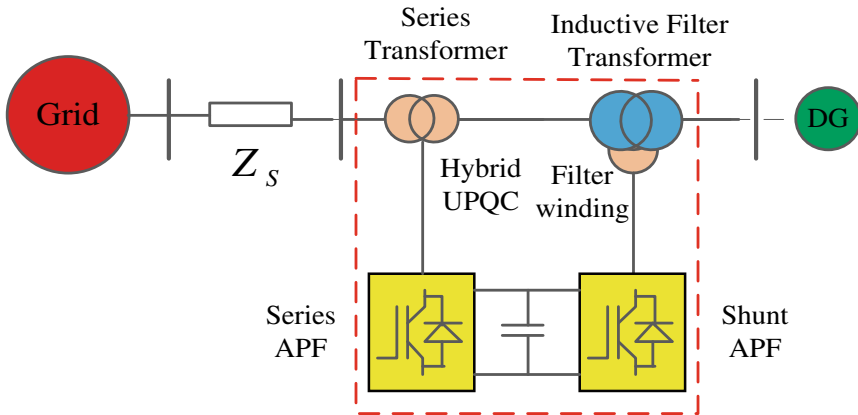 Series
Transformer
Inductive Filter
Transformer
Grid
DG
Z S
Hybrid
UPQC
Filter
winding
Series
APF
Shunt
APF